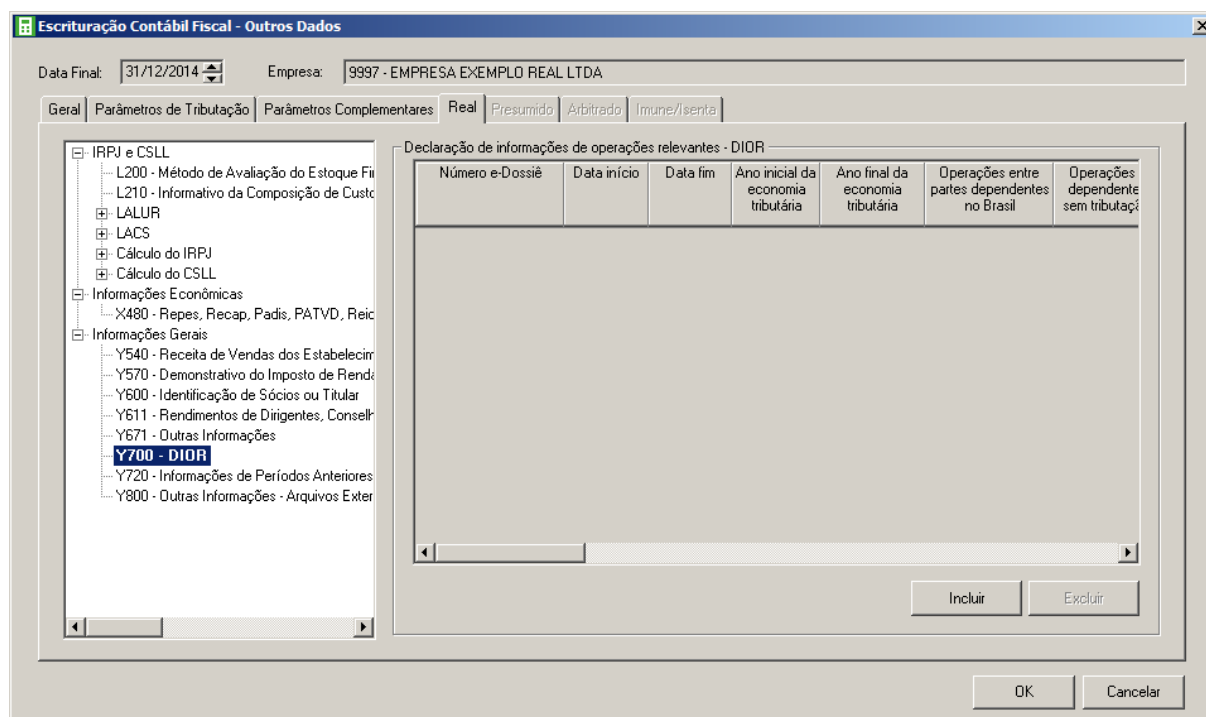 Escrituração Contábil Fiscal - Outros Dados
Data Final: 31/12/2014 Empresa: 9997 - EMPRESA EXEMPLO REAL LTDA
Geral Parâmetros de Tributação Parâmetros Complementares Real Presumido Arbitrado Imune/Isenta
IRPJ e CSLL
L200 - Método de Avaliação do Estoque Fi
L210 - Informativo da Composição de Custo
LALUR
LACS
Cálculo do IRPJ
Cálculo do CSLL
Informações Econômicas
X480 - Repes, Recap, Padis, PATVD, Reic
Informações Gerais
Y540 - Receita de Vendas dos Estabelecim
Y570 - Demonstrativo do Imposto de Renda
Y600 - Identificação de Sócios ou Titular
Y611 - Rendimentos de Dirigentes, Conselh
Y671 - Outras Informações
Y700 - DIOR
Y720 - Informações de Períodos Anteriores
Y800 - Outras Informações - Arquivos Exter
Declaração de informações de operações relevantes - DIOR
Número e-Dossiê Data início Data fim Ano inicial da Ano final da Operações entre Operações
economia economia partes dependentes dependente
tributária tributária no Brasil sem tributaçã
Incluir Excluir
OK Cancelar